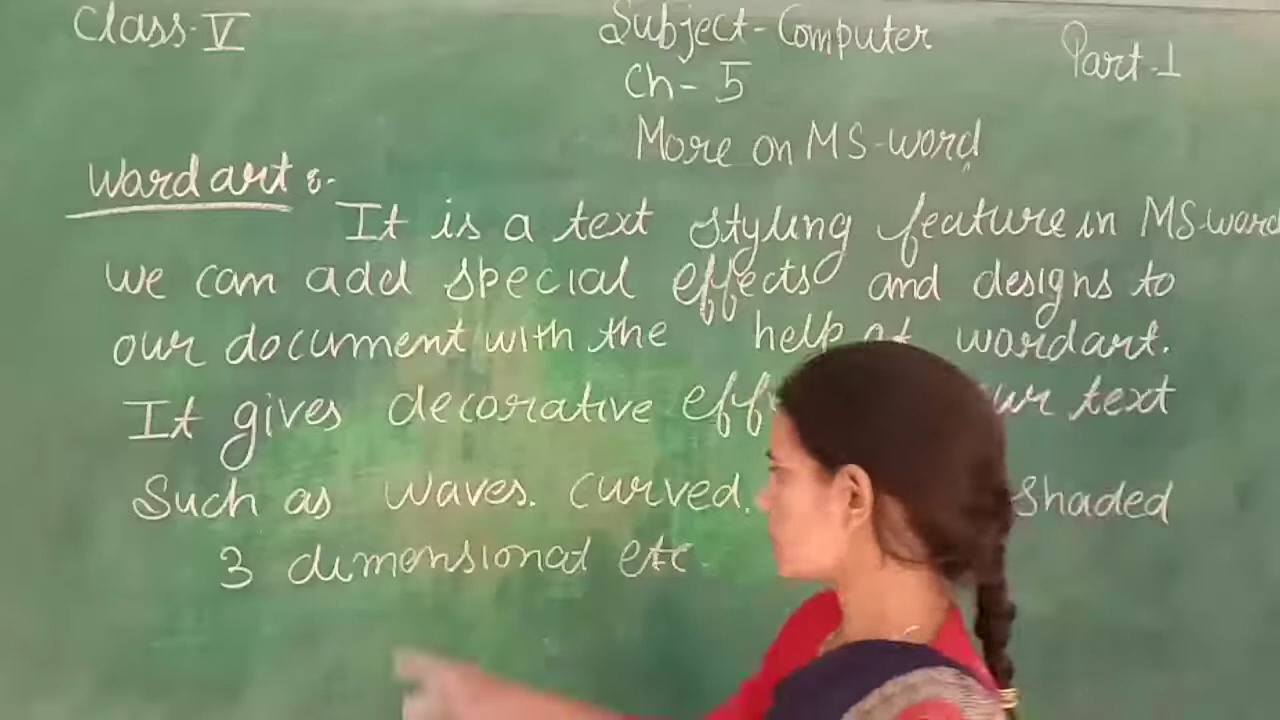 Class-V
Subject-Computer
Part-1
Ch-5
More on MS-word
Wordart :-
It is a text styling feature in MS-word
we can add special effects and designs to
our document with the help of wordart.
It gives decorative text
Such as waves. curved. shaded
3 dimensional etc.